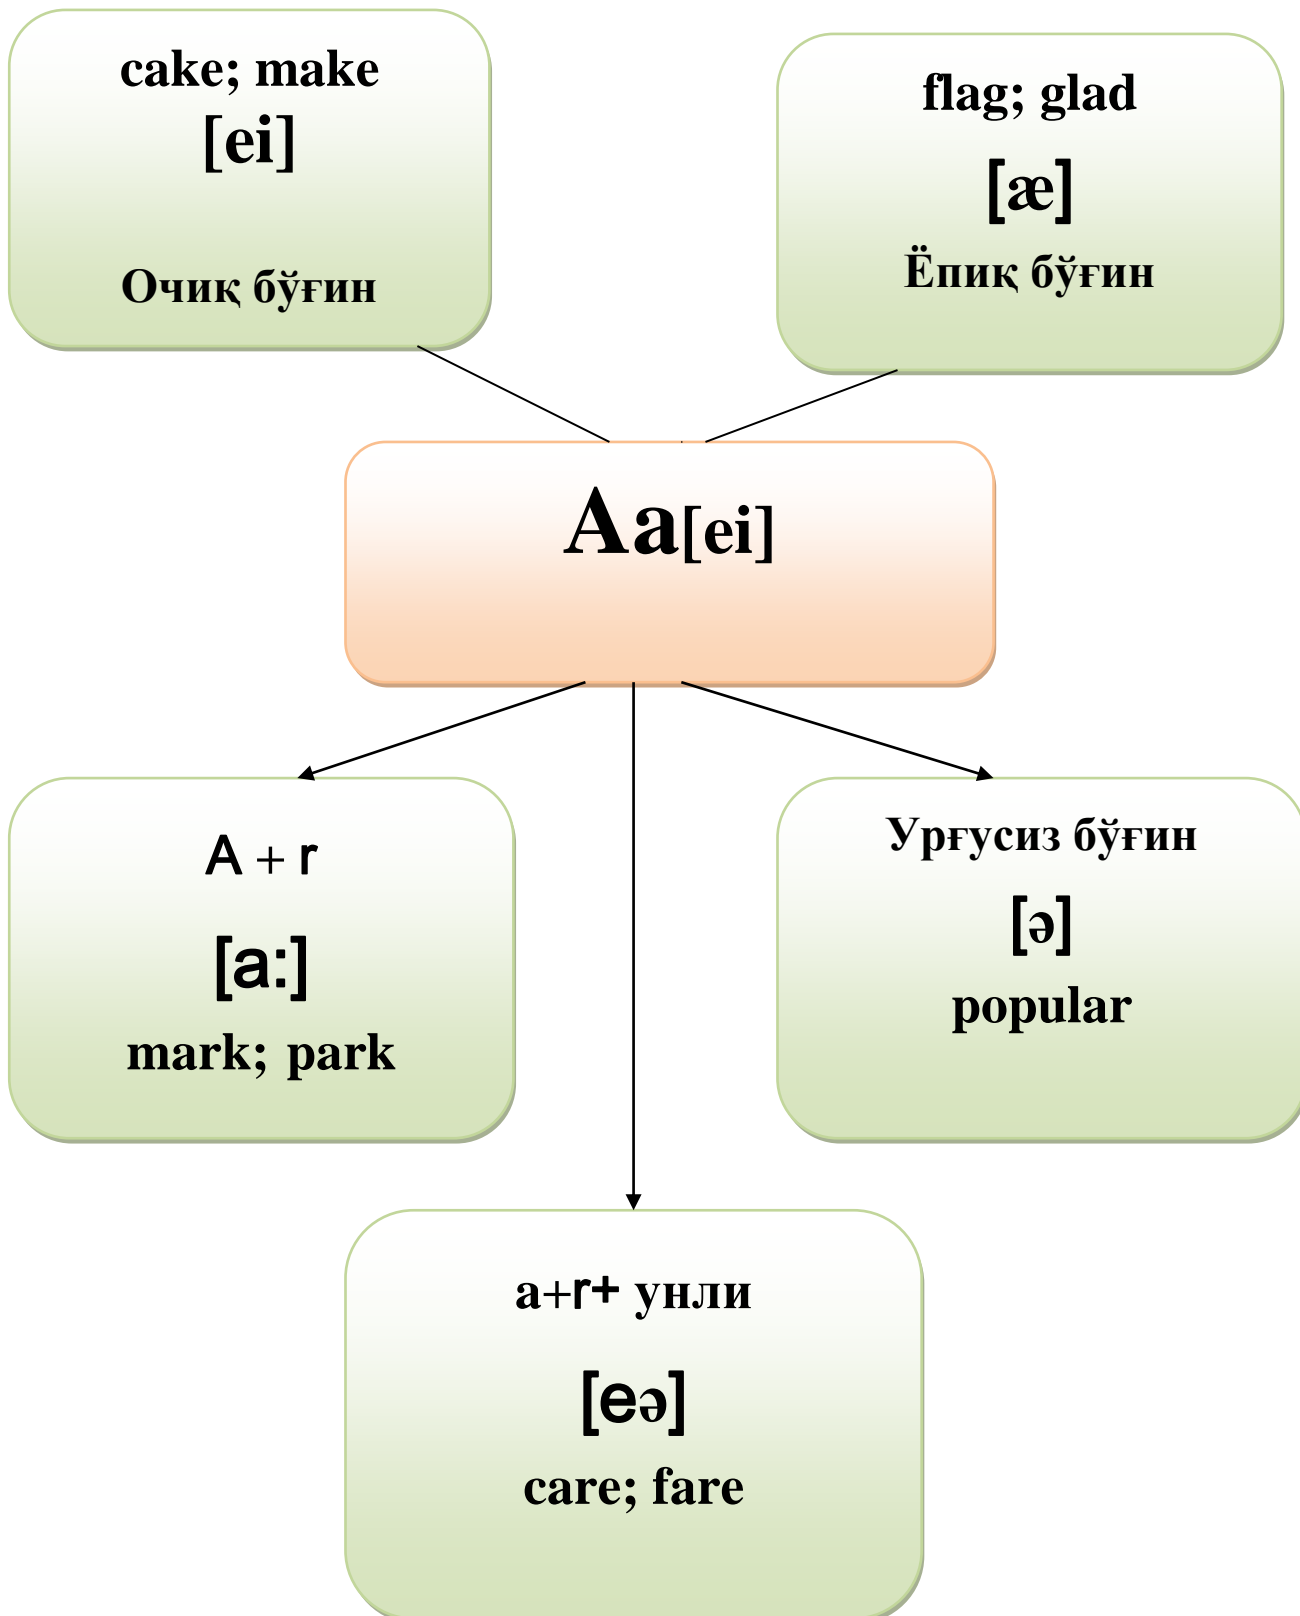 cake; make
[ei]
Очиқ бўғин
flag; glad
[æ]
Ёпиқ бўғин
Aa[ei]
A + r
[a:]
mark; park
Урғусиз бўғин
[ə]
popular
a+r+ унли
[eə]
care; fare